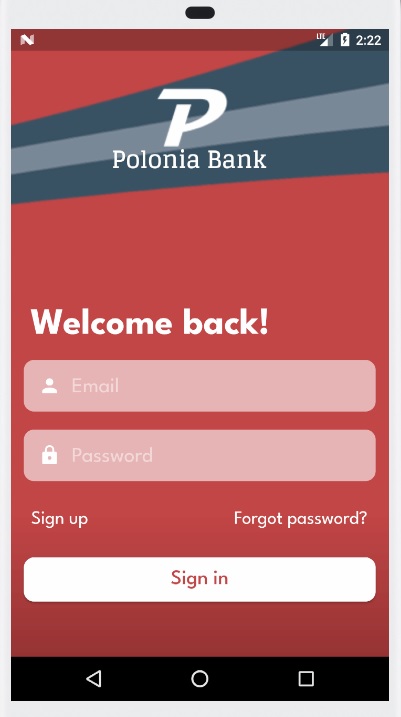 LTE 2:22
P
Polonia Bank
Welcome back!
Email
Password
Sign up Forgot password?
Sign in